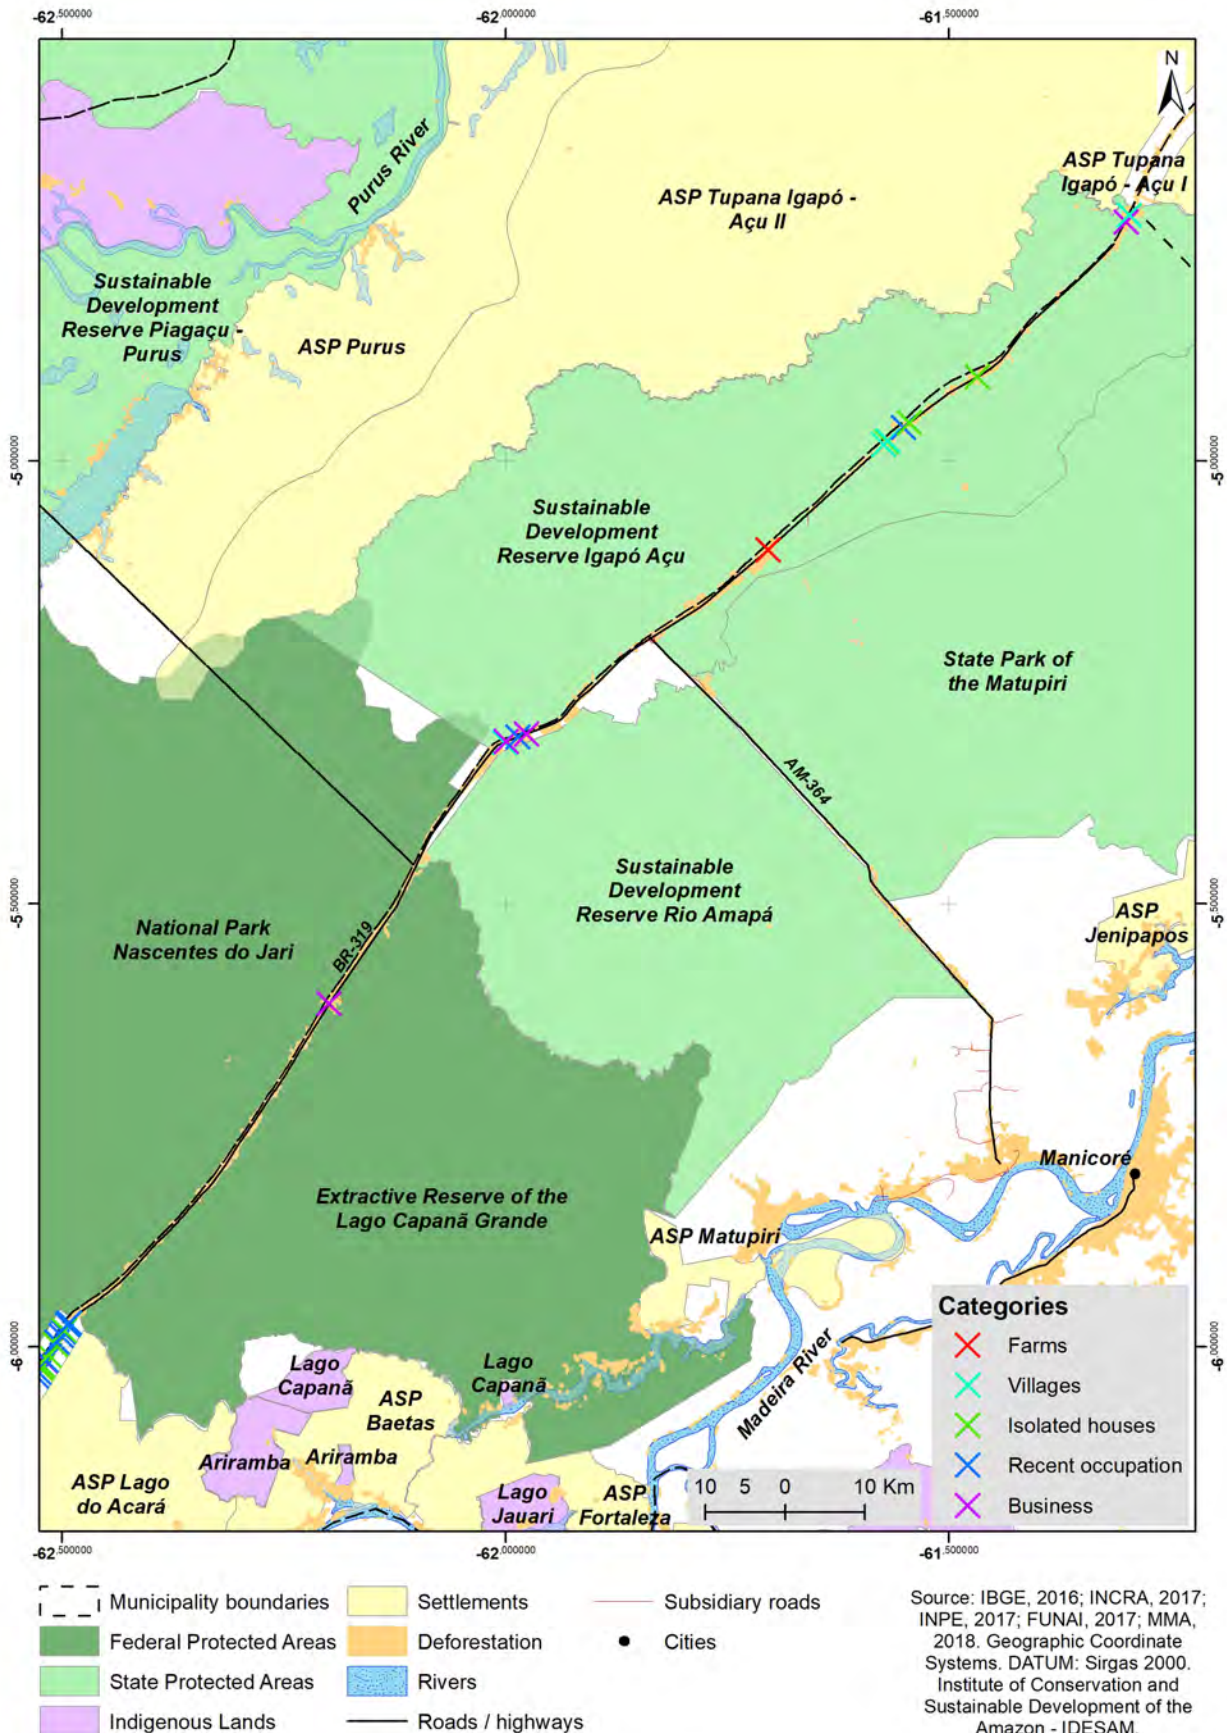 -62,500000
-62,000000
-61,500000
N
ASP Tupana
Igapó - Açu I
Purus River
ASP Tupana Igapó -
Açu II
Sustainable
Development
Reserve Piagaçu -
Purus
ASP Purus
-5,000000
-5,000000
Sustainable
Development
Reserve Igapó Açu
State Park of
the Matupiri
AM-364
Sustainable
Development
Reserve Rio Amapá
-5,500000
-5,500000
ASP
Jenipapos
National Park
Nascentes do Jari
BR-319
Manicoré
Extractive Reserve of the
Lago Capanã Grande
ASP Matupiri
Categories
Farms
Villages
Isolated houses
Recent occupation
Business
-6,000000
-6,000000
Madeira River
Lago
Capanã
Lago
Capanã
ASP
Baetas
Ariramba
Ariramba
ASP Lago
do Acará
Lago
Jauari
ASP
Fortaleza
10 5 0 10 Km
-62,500000
-62,000000
-61,500000
Municipality boundaries
Federal Protected Areas
State Protected Areas
Indigenous Lands
Settlements
Deforestation
Rivers
Roads / highways
Subsidiary roads
Cities
Source: IBGE, 2016; INCRA, 2017;
INPE, 2017; FUNAI, 2017; MMA,
2018. Geographic Coordinate
Systems. DATUM: Sirgas 2000.
Institute of Conservation and
Sustainable Development of the
Amazon - IDESAM.